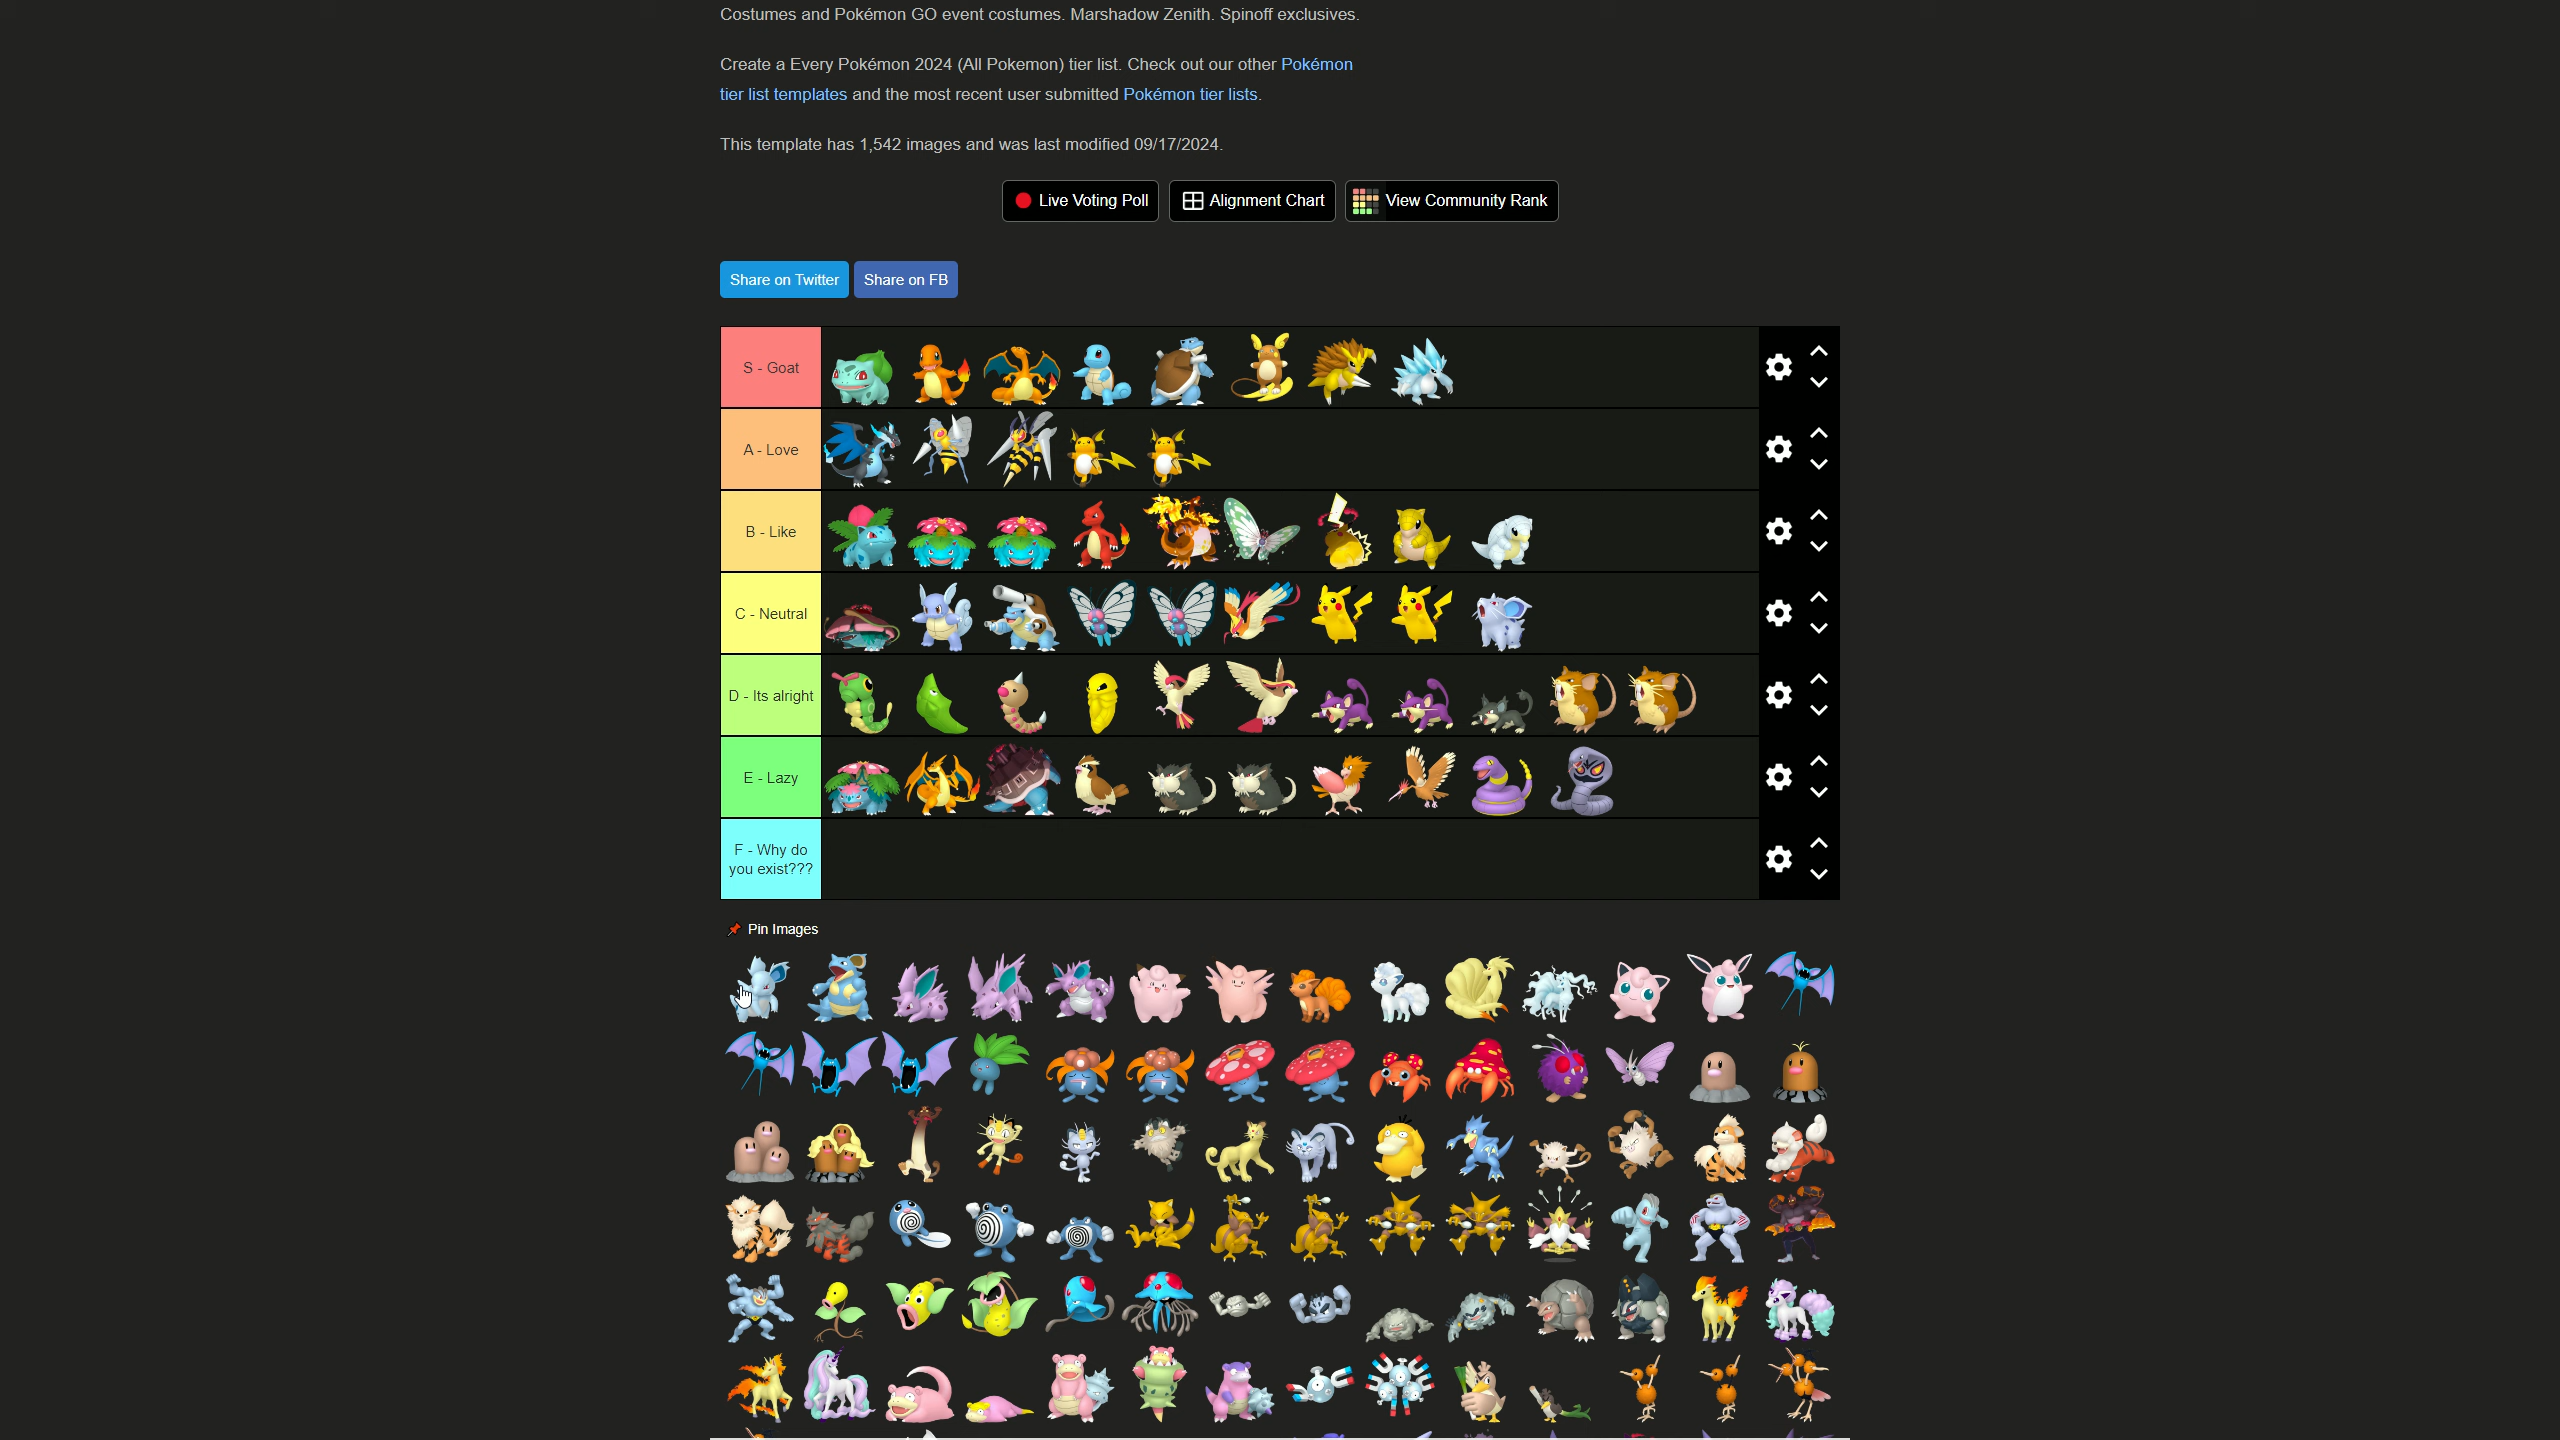 Costumes and Pokémon GO event costumes. Marshadow Zenith. Spinoff exclusives.
Create a Every Pokémon 2024 (All Pokemon) tier list. Check out our other Pokémon
tier list templates and the most recent user submitted Pokémon tier lists.
This template has 1,542 images and was last modified 09/17/2024.
Live Voting Poll
Alignment Chart
View Community Rank
Share on Twitter
Share on FB
S - Goat
A - Love
B - Like
C - Neutral
D - Its alright
E - Lazy
F - Why do
you exist???
Pin Images